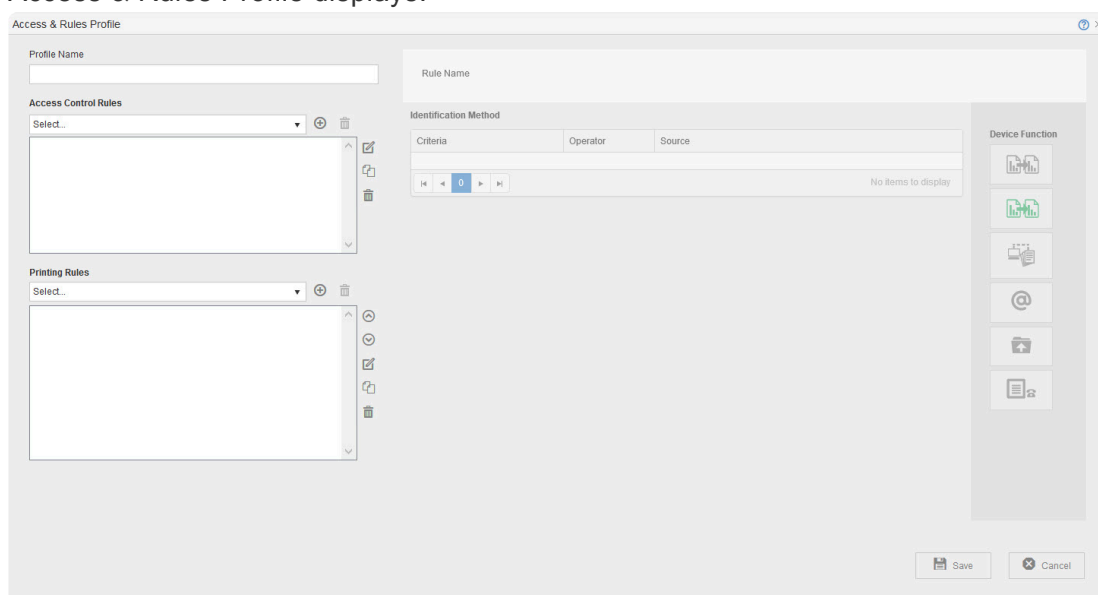 Access & Rules Profile displays.
Access & Rules Profile
Profile Name
Rule Name
Access Control Rules
Select...
Identification Method
Criteria Operator Source
0
No items to display
Device Function
@
Printing Rules
Select...
Save
Cancel